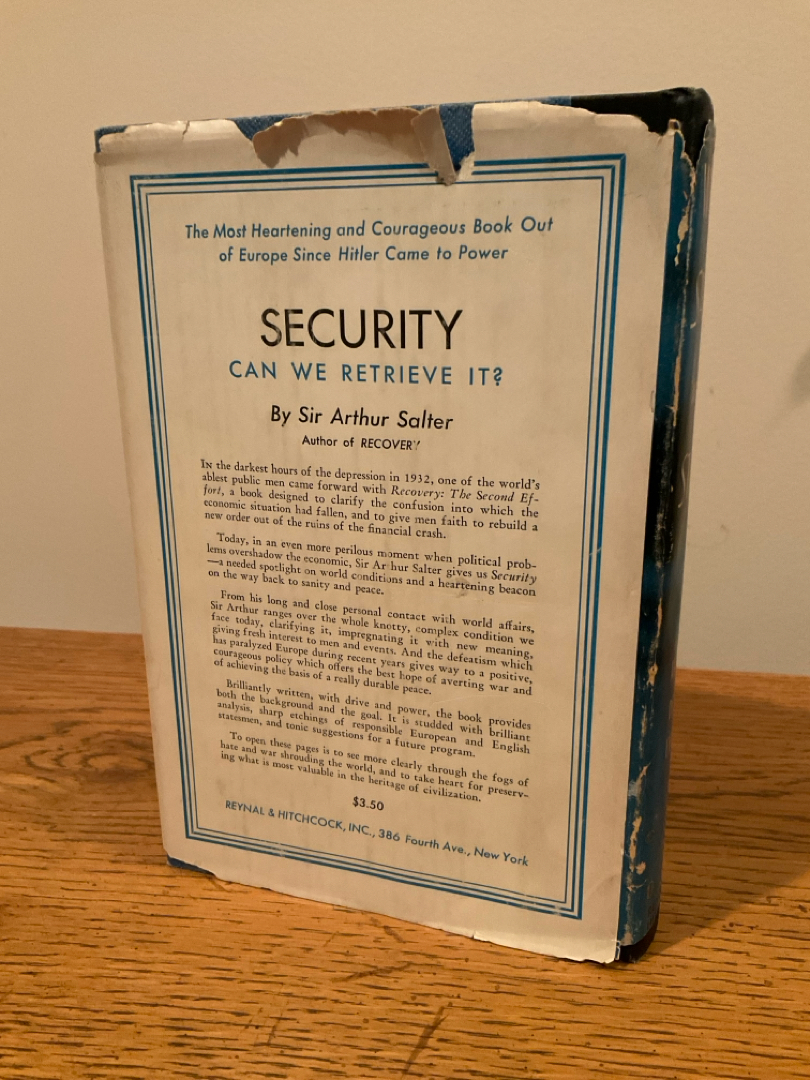 The Most Heartening and Courageous Book Out
of Europe Since Hitler Came to Power
SECURITY
CAN WE RETRIEVE IT?
By Sir Arthur Salter
Author of RECOVERY
IN the darkest hours of the depression in 1932, one of the world's
ablest public men came forward with Recovery: The Second Ef-
fort, a book designed to clarify the confusion into which the
economic situation had fallen, and to give men faith to rebuild a
new order out of the ruins of the financial crash.
Today, in an even more perilous moment when political prob-
lems overshadow the economic, Sir Arthur Salter gives us Security
—a needed spotlight on world conditions and a heartening beacon
on the way back to sanity and peace.
From his long and close personal contact with world affairs,
Sir Arthur ranges over the whole knotty, complex condition we
face today, clarifying it, impregnating it with new meaning,
giving fresh interest to men and events. And the defeatism which
has paralyzed Europe during recent years gives way to a positive,
courageous policy which offers the best hope of averting war and
of achieving the basis of a really durable peace.
Brilliantly written, with drive and power, the book provides
both the background and the goal. It is studded with brilliant
analysis, sharp etchings of responsible European and English
statesmen, and tonic suggestions for a future program.
To open these pages is to see more clearly through the fogs of
hate and war shrouding the world, and to take heart for preserv-
ing what is most valuable in the heritage of civilization.
$3.50
REYNAL & HITCHCOCK, INC., 386 Fourth Ave., New York